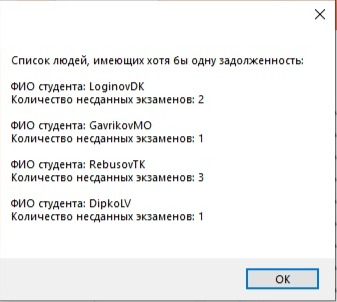 Список людей, имеющих хотя бы одну задолженность:
ФИО студента: LoginovDK
Количество несданных экзаменов: 2
ФИО студента: GavrikovMO
Количество несданных экзаменов: 1
ФИО студента: RebusovTK
Количество несданных экзаменов: 3
ФИО студента: DipkoLV
Количество несданных экзаменов: 1
ОК